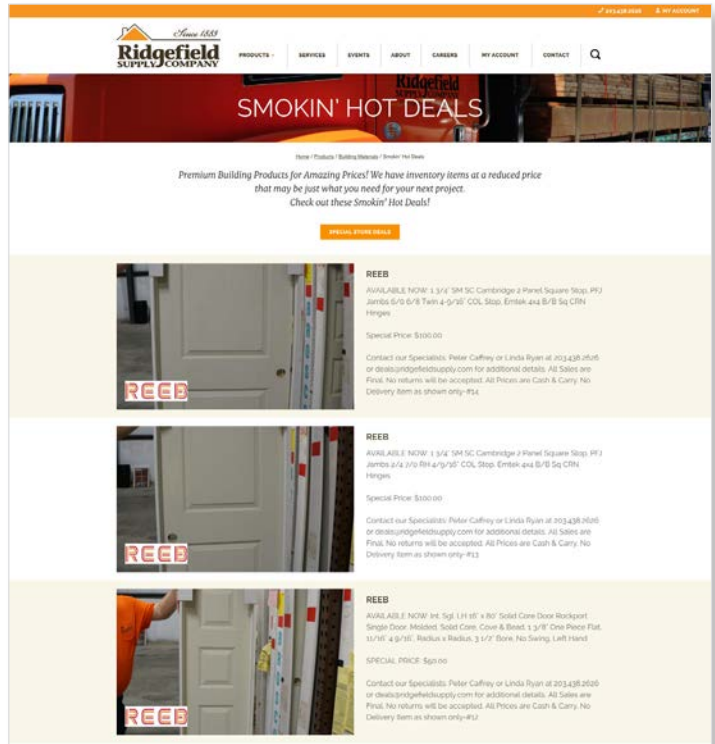 203.438.2626 MY ACCOUNT
Since 1883
Ridgefield
SUPPLY COMPANY
PRODUCTS SERVICES EVENTS ABOUT CAREERS MY ACCOUNT CONTACT
Ridgefield
SUPPLY COMPANY
SMOKIN' HOT DEALS
Home / Products / Building Materials / Smokin' Hot Deals
Premium Building Products for Amazing Prices! We have inventory items at a reduced price
that may be just what you need for your next project.
Check out these Smokin' Hot Deals!
SPECIAL STORE DEALS
REEB
REEB
AVAILABLE NOW: 1 3/4" SM SC Cambridge 2 Panel Square Stop, PFJ
Jambs 6/0 6/8 Twin 4-9/16" COL Stop, Emtek 4x4 B/B Sq CRN
Hinges
Special Price: $100.00
Contact our Specialists: Peter Caffrey or Linda Ryan at 203.438.2626
or deals@ridgefieldsupply.com for additional details. All Sales are
Final. No returns will be accepted. All Prices are Cash & Carry, No
Delivery Item as shown only-#14
REEB
REEB
AVAILABLE NOW: 1 3/4" SM SC Cambridge 2 Panel Square Stop, PFJ
Jambs 2/4 7/0 RH 4/9/16" COL Stop, Emtek 4x4 B/B Sq CRN
Hinges
Special Price: $100.00
Contact our Specialists: Peter Caffrey or Linda Ryan at 203.438.2626
or deals@ridgefieldsupply.com for additional details. All Sales are
Final. No returns will be accepted. All Prices are Cash & Carry, No
Delivery Item as shown only-#13
REEB
REEB
AVAILABLE NOW: Int. Sgl. LH 16" x 80" Solid Core Door Rockport
Single Door, Molded, Solid Core, Cove & Bead, 1 3/8" One Piece Flat,
11/16" 4 9/16", Radius x Radius, 3 1/2" Bore, No Swing, Left Hand
SPECIAL PRICE: $50.00
Contact our Specialists: Peter Caffrey or Linda Ryan at 203.438.2626
or deals@ridgefieldsupply.com for additional details. All Sales are
Final. No returns will be accepted. All Prices are Cash & Carry, No
Delivery Item as shown only-#12